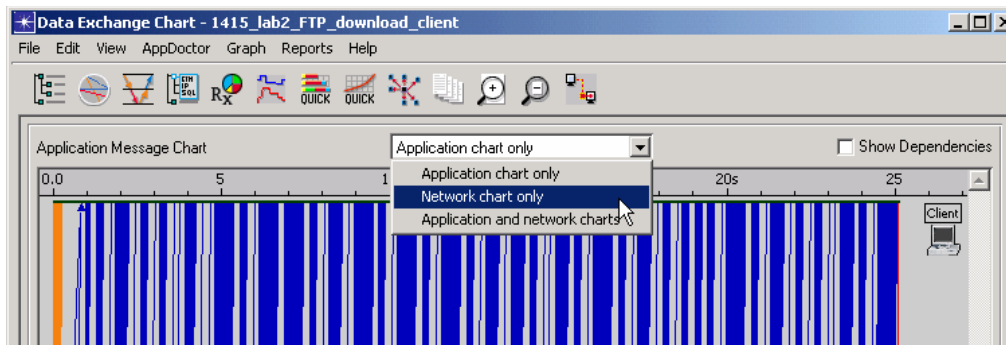 Data Exchange Chart - 1415_lab2_FTP_download_client
File Edit View AppDoctor Graph Reports Help
QUICK QUICK
Application Message Chart Application chart only Show Dependencies
Application chart only
Network chart only
Application and network charts
0.0 5 1 20s 25
Client